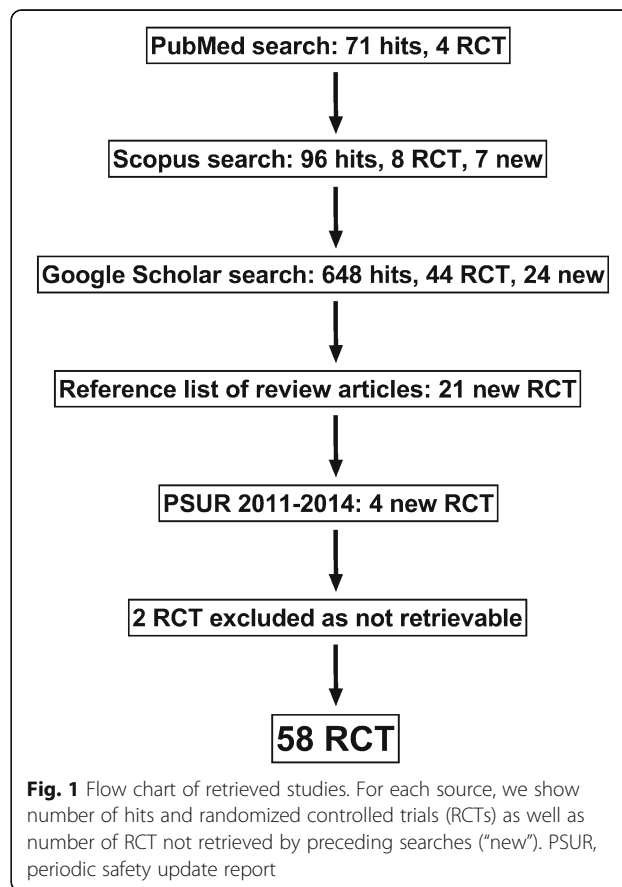 PubMed search: 71 hits, 4 RCT
Scopus search: 96 hits, 8 RCT, 7 new
Google Scholar search: 648 hits, 44 RCT, 24 new
Reference list of review articles: 21 new RCT
PSUR 2011-2014: 4 new RCT
2 RCT excluded as not retrievable
58 RCT
Fig. 1 Flow chart of retrieved studies. For each source, we show
number of hits and randomized controlled trials (RCTs) as well as
number of RCT not retrieved by preceding searches (“new”). PSUR,
periodic safety update report